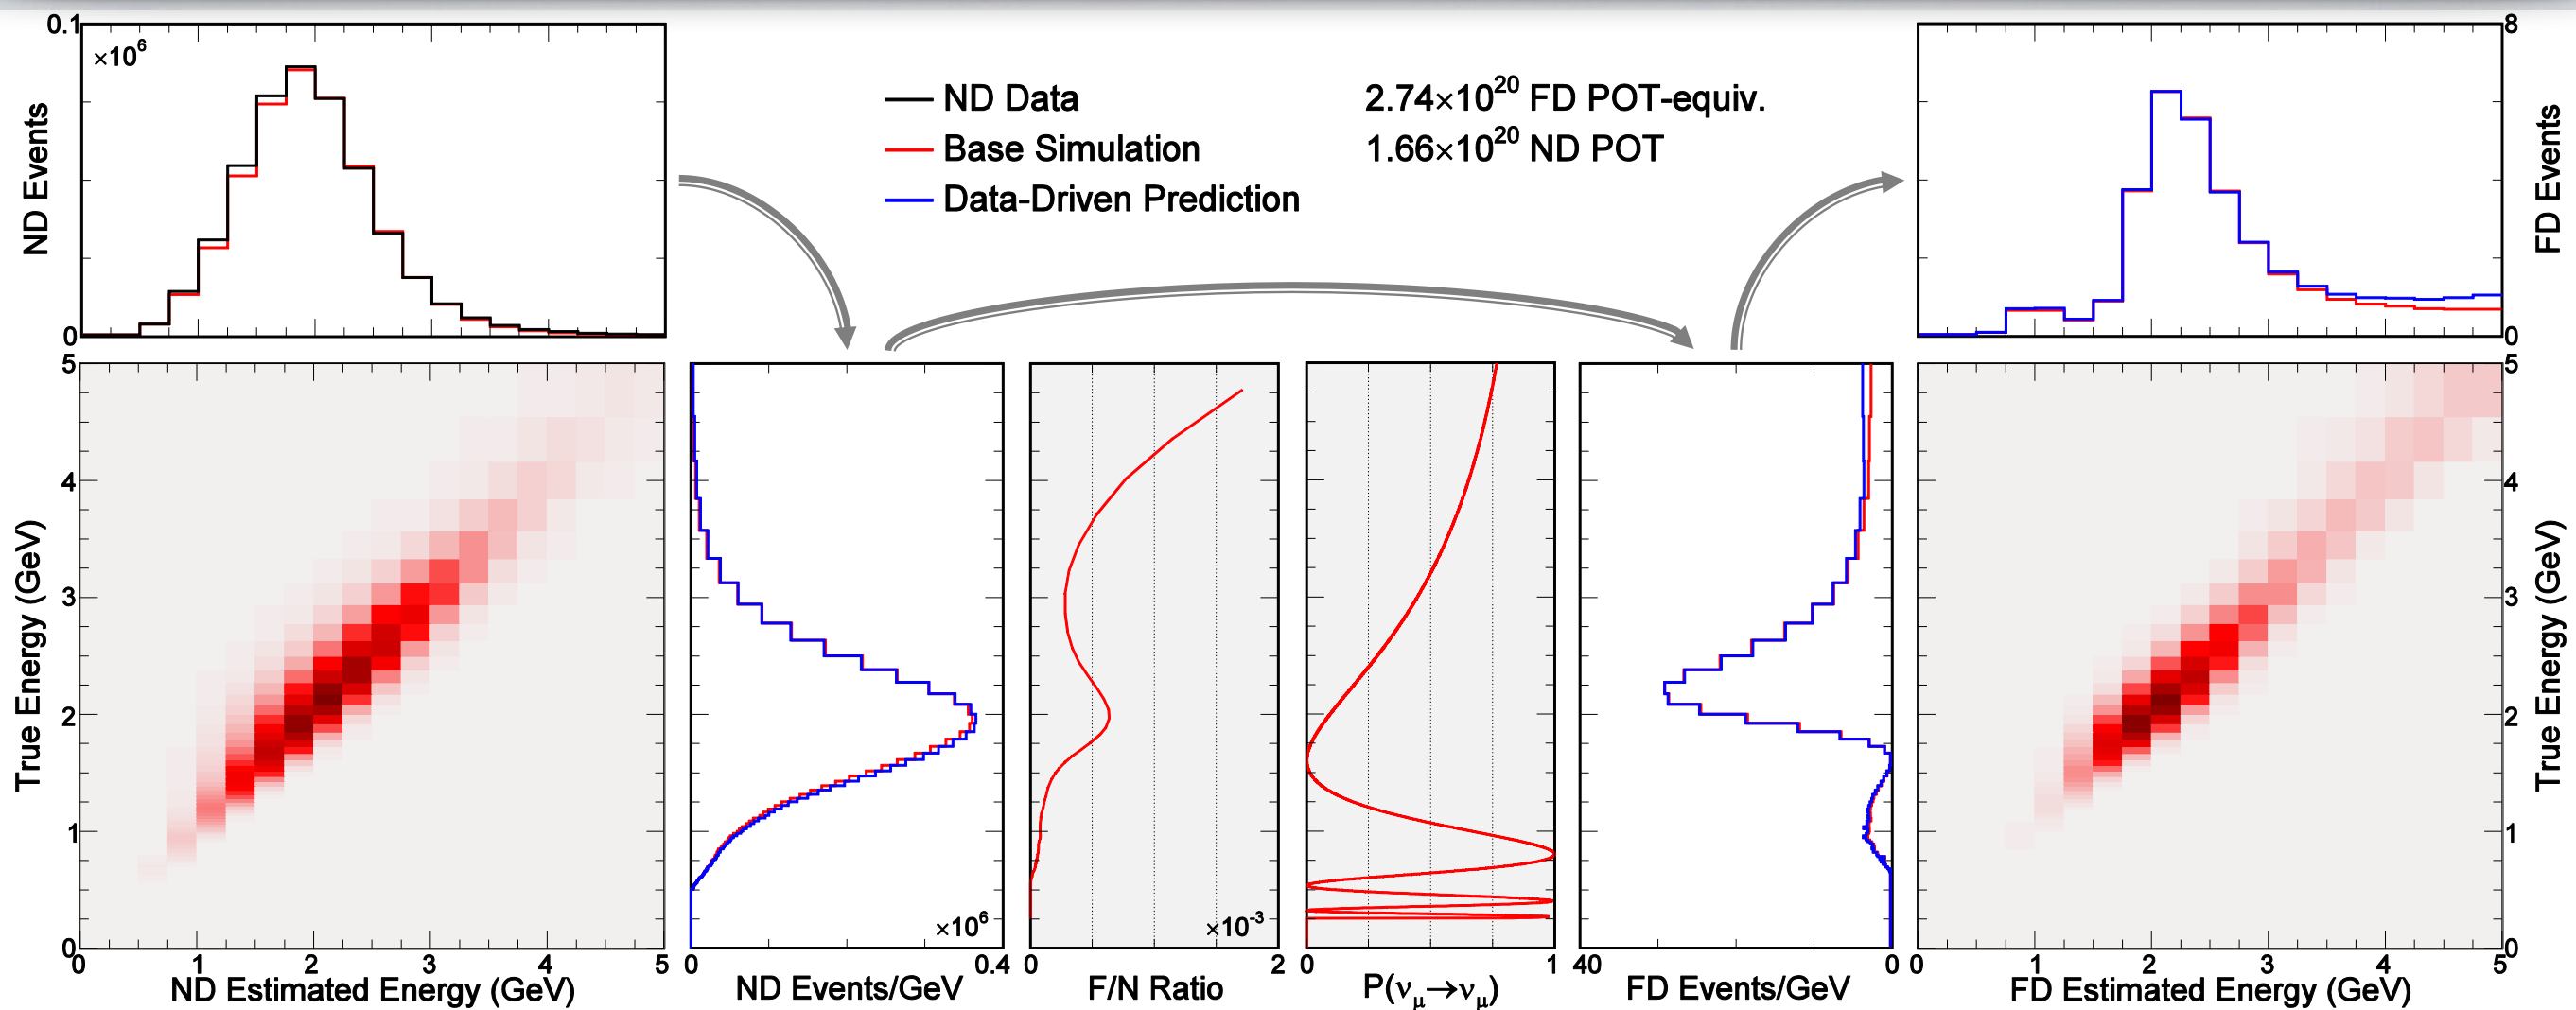 0.1
×10⁶
ND Events
0
ND Data
Base Simulation
Data-Driven Prediction
2.74×10²⁰ FD POT-equiv.
1.66×10²⁰ ND POT
8
FD Events
0
5
4
3
2
1
0
True Energy (GeV)
0 1 2 3 4 5
ND Estimated Energy (GeV)
×10⁶
0 0.4
ND Events/GeV
×10⁻³
0 2
F/N Ratio
0 1
P(νμ→νμ)
40 0
FD Events/GeV
0 1 2 3 4 5
FD Estimated Energy (GeV)
5
4
3
2
1
0
True Energy (GeV)